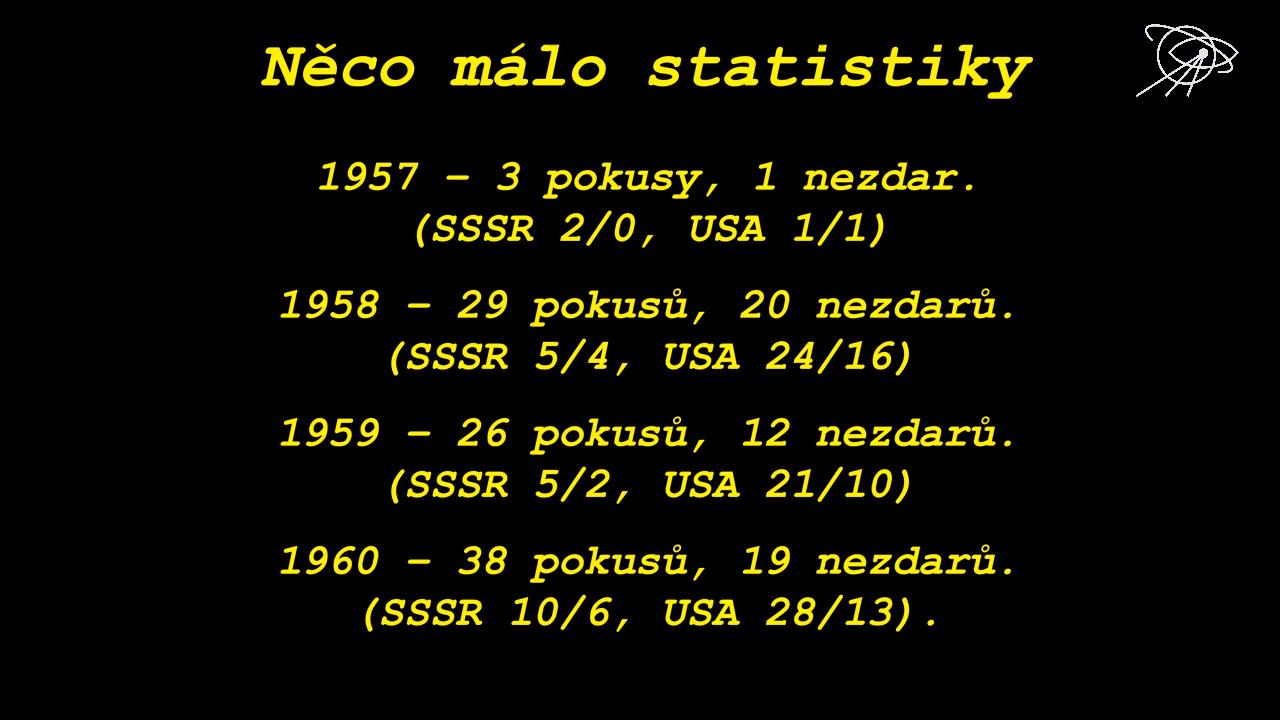 Něco málo statistiky
1957 – 3 pokusy, 1 nezdar.
(SSSR 2/0, USA 1/1)
1958 – 29 pokusů, 20 nezdarů.
(SSSR 5/4, USA 24/16)
1959 – 26 pokusů, 12 nezdarů.
(SSSR 5/2, USA 21/10)
1960 – 38 pokusů, 19 nezdarů.
(SSSR 10/6, USA 28/13).